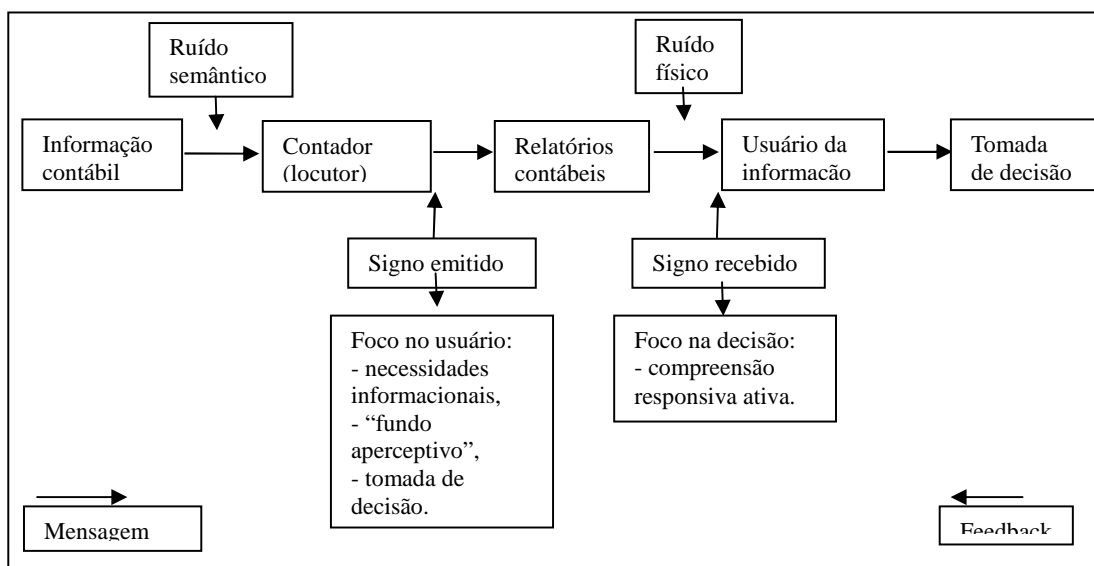 Ruído
semântico
Ruído
físico
Informação
contábil
Contador
(locutor)
Relatórios
contábeis
Usuário da
informacão
Tomada
de decisão
Signo emitido
Signo recebido
Foco no usuário:
- necessidades
informacionais,
- “fundo
aperceptivo”,
- tomada de
decisão.
Foco na decisão:
- compreensão
responsiva ativa.
Mensagem
Feedback